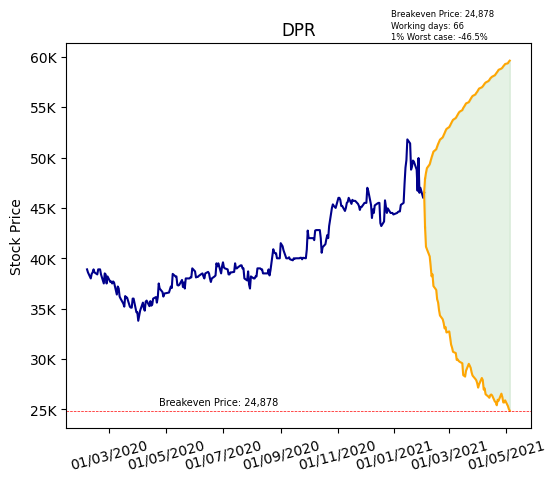 Breakeven Price: 24,878
Working days: 66
1% Worst case: -46.5%
DPR
Stock Price
60K
55K
50K
45K
40K
35K
30K
25K
Breakeven Price: 24,878
01/03/2020
01/05/2020
01/07/2020
01/09/2020
01/11/2020
01/01/2021
01/03/2021
01/05/2021